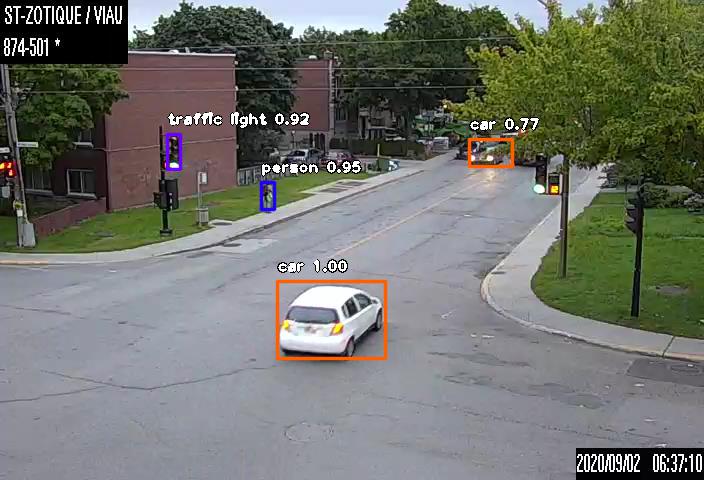 ST-ZOTIQUE / VIAU
874-501 *
traffic light 0.92
car 0.77
person 0.95
car 1.00
2020/09/02 06:37:10